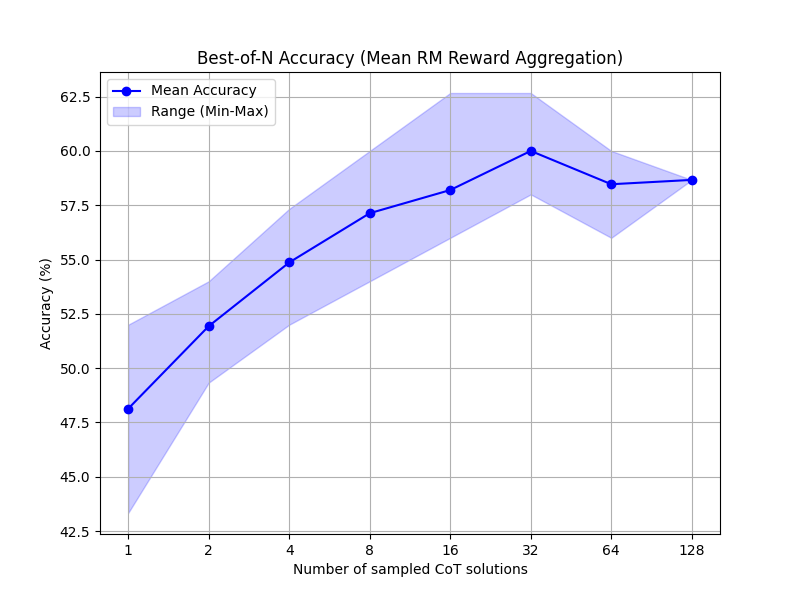 Best-of-N Accuracy (Mean RM Reward Aggregation)
Mean Accuracy
Range (Min-Max)
62.5
60.0
57.5
55.0
52.5
50.0
47.5
45.0
42.5
Accuracy (%)
1 2 4 8 16 32 64 128
Number of sampled CoT solutions